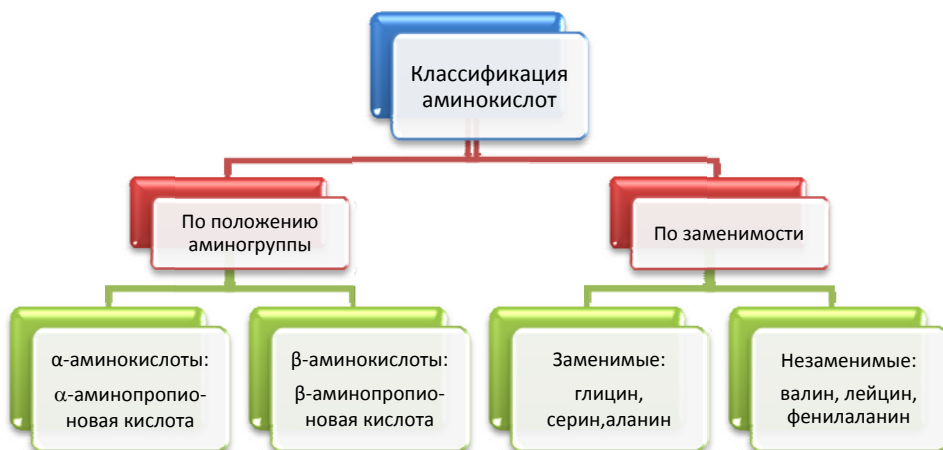 Классификация
аминокислот
По положению
аминогруппы
По заменимости
α-аминокислоты:
α-аминопропио-
новая кислота
β-аминокислоты:
β-аминопропио-
новая кислота
Заменимые:
глицин,
серин,аланин
Незаменимые:
валин, лейцин,
фенилаланин